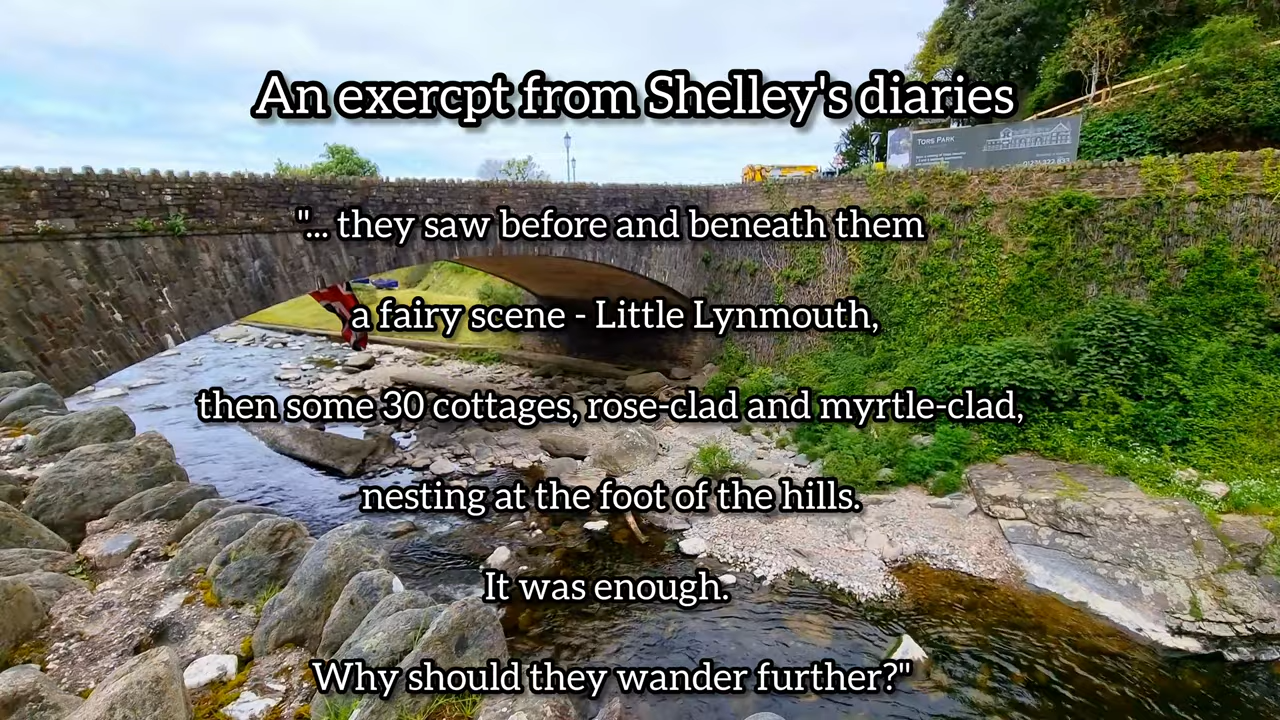 An exercpt from Shelley's diaries
TORS PARK
"... they saw before and beneath them
a fairy scene - Little Lynmouth,
then some 30 cottages, rose-clad and myrtle-clad,
nesting at the foot of the hills.
It was enough.
Why should they wander further?"